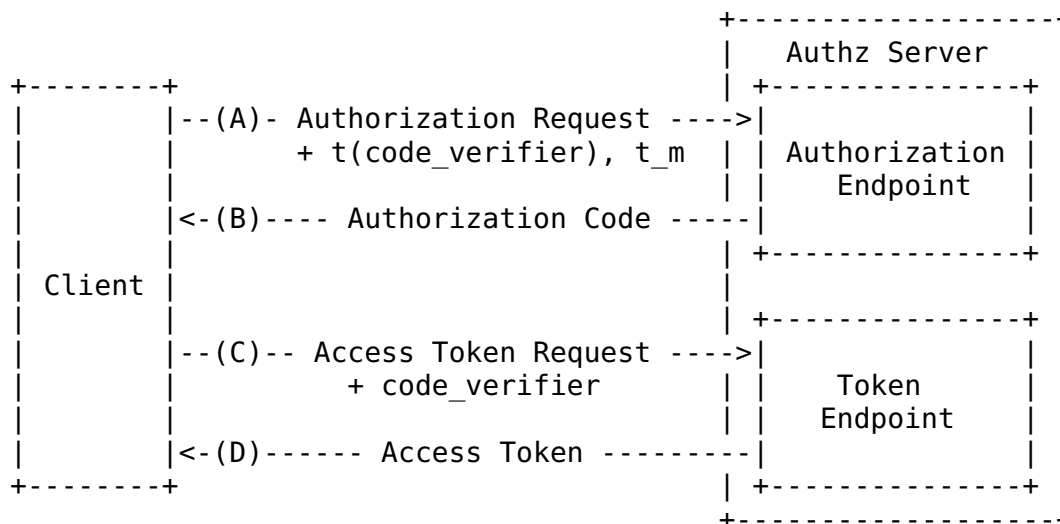 +-------------------
                                           |   Authz Server
+--------+                                 | +---------------+
|        |--(A)- Authorization Request ---->|               |
|        |       + t(code_verifier), t_m  | | Authorization |
|        |                                | |    Endpoint   |
|        |<-(B)---- Authorization Code -----|               |
|        |                                | +---------------+
| Client |                                |
|        |                                | +---------------+
|        |--(C)-- Access Token Request ---->|               |
|        |          + code_verifier       | |    Token      |
|        |                                | |   Endpoint    |
|        |<-(D)------ Access Token ---------|               |
+--------+                                | +---------------+
                                          +-------------------